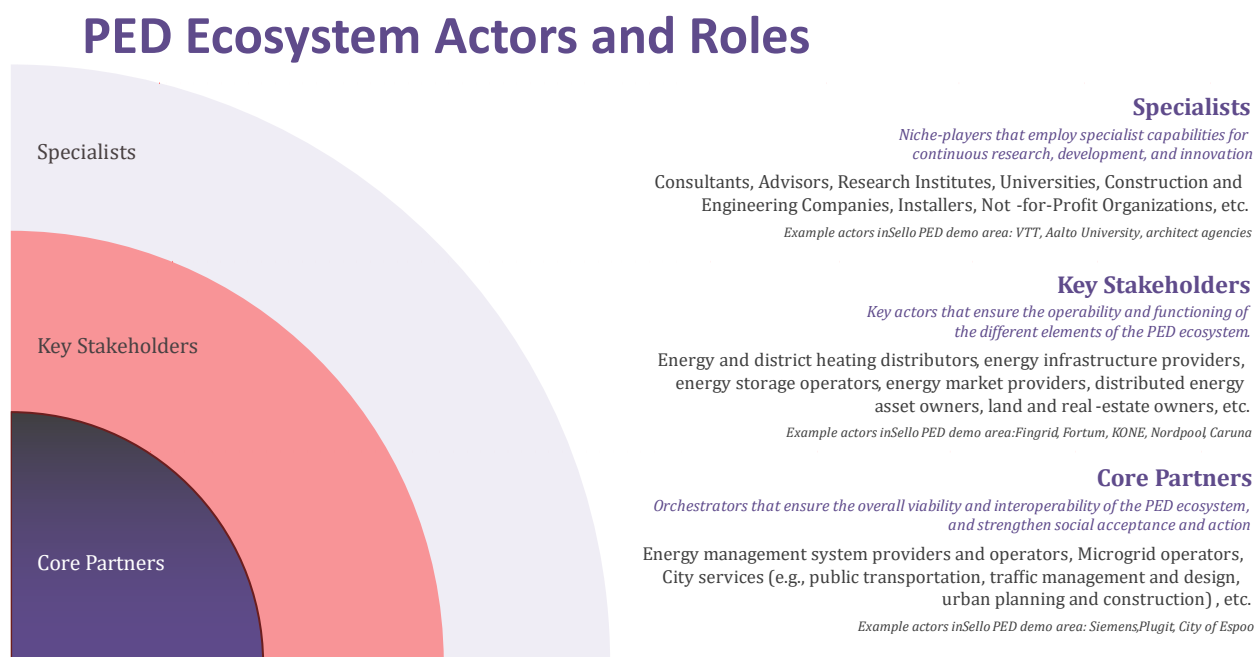 PED Ecosystem Actors and Roles
Specialists
Key Stakeholders
Core Partners
Specialists
Niche-players that employ specialist capabilities for
continuous research, development, and innovation
Consultants, Advisors, Research Institutes, Universities, Construction and
Engineering Companies, Installers, Not -for-Profit Organizations, etc.
Example actors inSello PED demo area: VTT, Aalto University, architect agencies
Key Stakeholders
Key actors that ensure the operability and functioning of
the different elements of the PED ecosystem.
Energy and district heating distributors, energy infrastructure providers,
energy storage operators, energy market providers, distributed energy
asset owners, land and real -estate owners, etc.
Example actors inSello PED demo area:Fingrid, Fortum, KONE, Nordpool, Caruna
Core Partners
Orchestrators that ensure the overall viability and interoperability of the PED ecosystem,
and strengthen social acceptance and action
Energy management system providers and operators, Microgrid operators,
City services (e.g., public transportation, traffic management and design,
urban planning and construction) , etc.
Example actors inSello PED demo area: Siemens,Plugit, City of Espoo